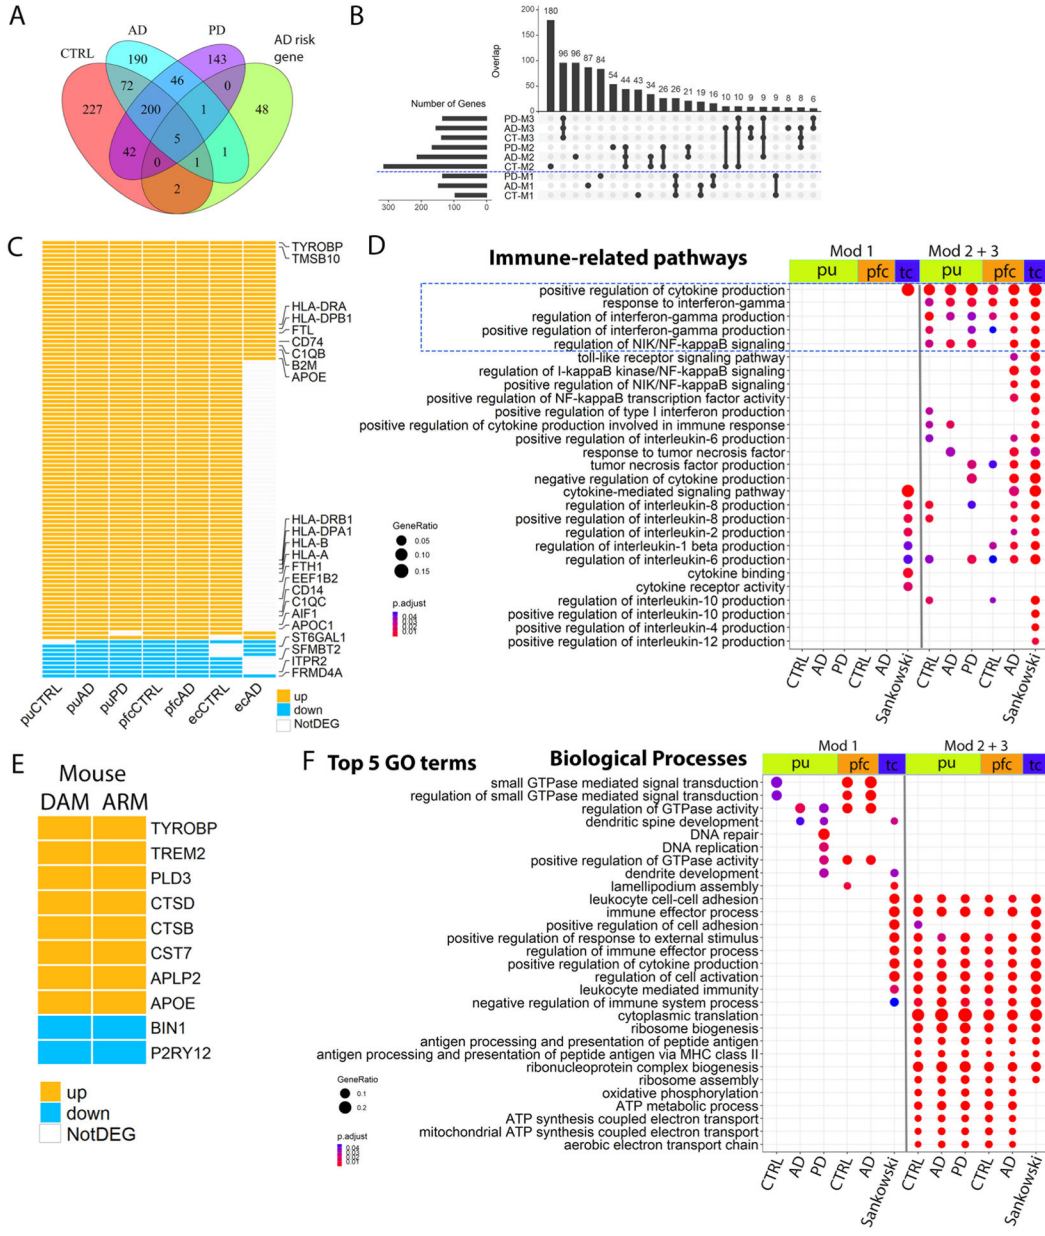 A
CTRL
AD
PD
AD risk
gene
190
143
227
72
46
0
48
200
1
5
42
0
1
1
2
B
Overlap
200
150
100
50
0
180
96
96
87
84
54
44
43
34
26
26
21
19
16
10
10
9
9
8
8
6
Number of Genes
PD-M3
AD-M3
CT-M3
PD-M2
AD-M2
CT-M2
PD-M1
AD-M1
CT-M1
300
200
100
0
C
TYROBP
TMSB10
HLA-DRA
HLA-DPB1
FTL
CD74
C1QB
B2M
APOE
HLA-DRB1
HLA-DPA1
HLA-B
HLA-A
FTH1
EEF1B2
CD14
C1QC
AIF1
APOC1
ST6GAL1
SFMBT2
ITPR2
FRMD4A
puCTRL
puAD
puPD
pfcCTRL
pfcAD
ecCTRL
ecAD
up
down
NotDEG
D
Immune-related pathways
Mod 1
Mod 2 + 3
pu
pfc
tc
pu
pfc
tc
positive regulation of cytokine production
response to interferon-gamma
regulation of interferon-gamma production
positive regulation of interferon-gamma production
regulation of NIK/NF-kappaB signaling
toll-like receptor signaling pathway
regulation of I-kappaB kinase/NF-kappaB signaling
positive regulation of NIK/NF-kappaB signaling
positive regulation of NF-kappaB transcription factor activity
positive regulation of type I interferon production
positive regulation of cytokine production involved in immune response
positive regulation of interleukin-6 production
response to tumor necrosis factor
tumor necrosis factor production
negative regulation of cytokine production
cytokine-mediated signaling pathway
regulation of interleukin-8 production
positive regulation of interleukin-8 production
regulation of interleukin-2 production
regulation of interleukin-1 beta production
regulation of interleukin-6 production
cytokine binding
cytokine receptor activity
regulation of interleukin-10 production
positive regulation of interleukin-10 production
positive regulation of interleukin-4 production
positive regulation of interleukin-12 production
GeneRatio
0.05
0.10
0.15
p.adjust
0.04
0.03
0.02
0.01
CTRL
AD
PD
CTRL
AD
Sankowski
CTRL
AD
PD
CTRL
AD
Sankowski
E
Mouse
DAM ARM
TYROBP
TREM2
PLD3
CTSD
CTSB
CST7
APLP2
APOE
BIN1
P2RY12
up
down
NotDEG
F
Top 5 GO terms
Biological Processes
Mod 1
Mod 2 + 3
pu
pfc
tc
pu
pfc
tc
small GTPase mediated signal transduction
regulation of small GTPase mediated signal transduction
regulation of GTPase activity
dendritic spine development
DNA repair
DNA replication
positive regulation of GTPase activity
dendrite development
lamellipodium assembly
leukocyte cell-cell adhesion
immune effector process
positive regulation of cell adhesion
positive regulation of response to external stimulus
regulation of immune effector process
positive regulation of cytokine production
regulation of cell activation
leukocyte mediated immunity
negative regulation of immune system process
cytoplasmic translation
ribosome biogenesis
antigen processing and presentation of peptide antigen
antigen processing and presentation of peptide antigen via MHC class II
ribonucleoprotein complex biogenesis
ribosome assembly
oxidative phosphorylation
ATP metabolic process
ATP synthesis coupled electron transport
mitochondrial ATP synthesis coupled electron transport
aerobic electron transport chain
GeneRatio
0.1
0.2
p.adjust
0.04
0.03
0.02
0.01
CTRL
AD
PD
CTRL
AD
Sankowski
CTRL
AD
PD
CTRL
AD
Sankowski